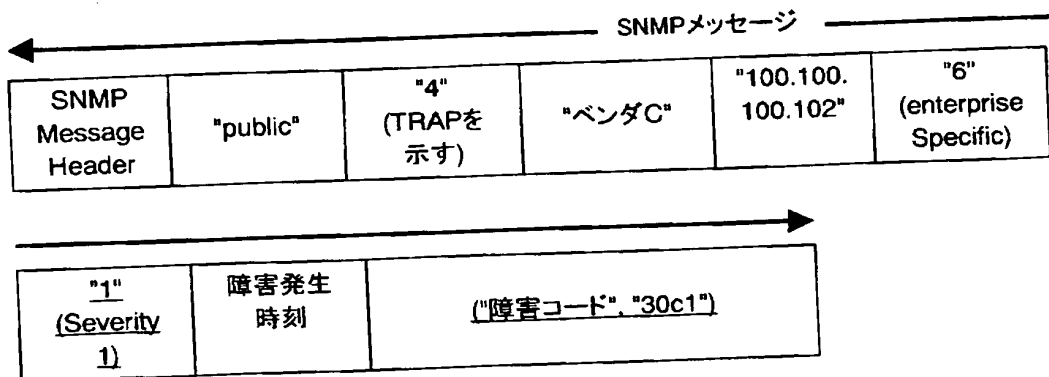 SNMPメッセージ
SNMP
Message
Header
"public"
"4"
(TRAPを
示す)
"ベンダC"
"100.100.
100.102"
"6"
(enterprise
Specific)
"1"
(Severity
1)
障害発生
時刻
("障害コード", "30c1")